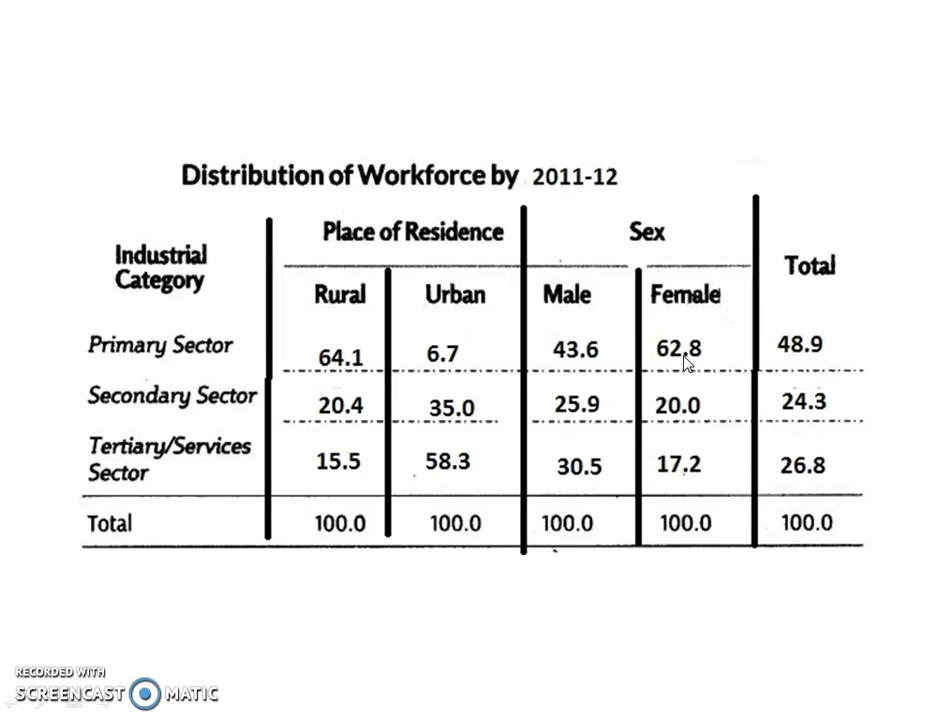 Distribution of Workforce by 2011-12
Industrial Category Place of Residence Sex Total
Rural Urban Male Female
Primary Sector 64.1 6.7 43.6 62.8 48.9
Secondary Sector 20.4 35.0 25.9 20.0 24.3
Tertiary/Services Sector 15.5 58.3 30.5 17.2 26.8
Total 100.0 100.0 100.0 100.0 100.0
RECORDED WITH
SCREENCAST MATIC